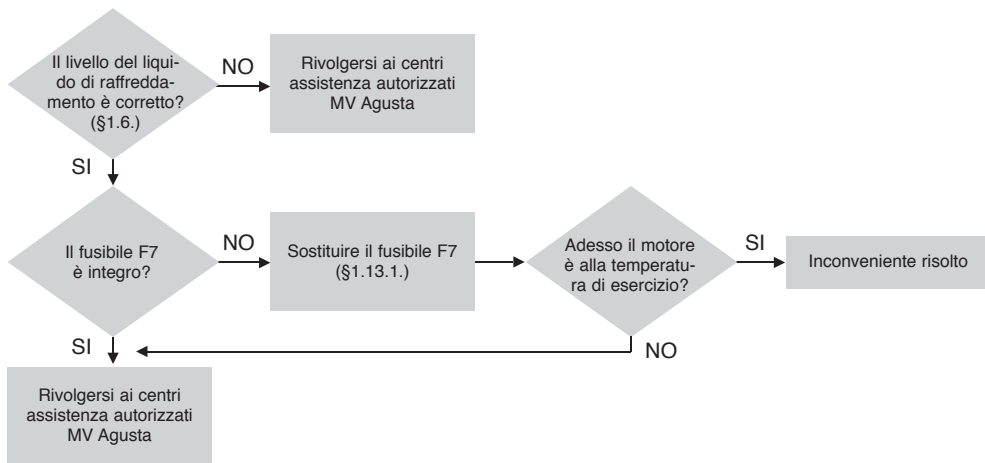 Il livello del liqui-
do di raffredda-
mento è corretto?
(§1.6.)
NO
Rivolgersi ai centri
assistenza autorizzati
MV Agusta
SI
Il fusibile F7
è integro?
NO
Sostituire il fusibile F7
(§1.13.1.)
Adesso il motore
è alla temperatu-
ra di esercizio?
SI
Inconveniente risolto
SI
NO
Rivolgersi ai centri
assistenza autorizzati
MV Agusta